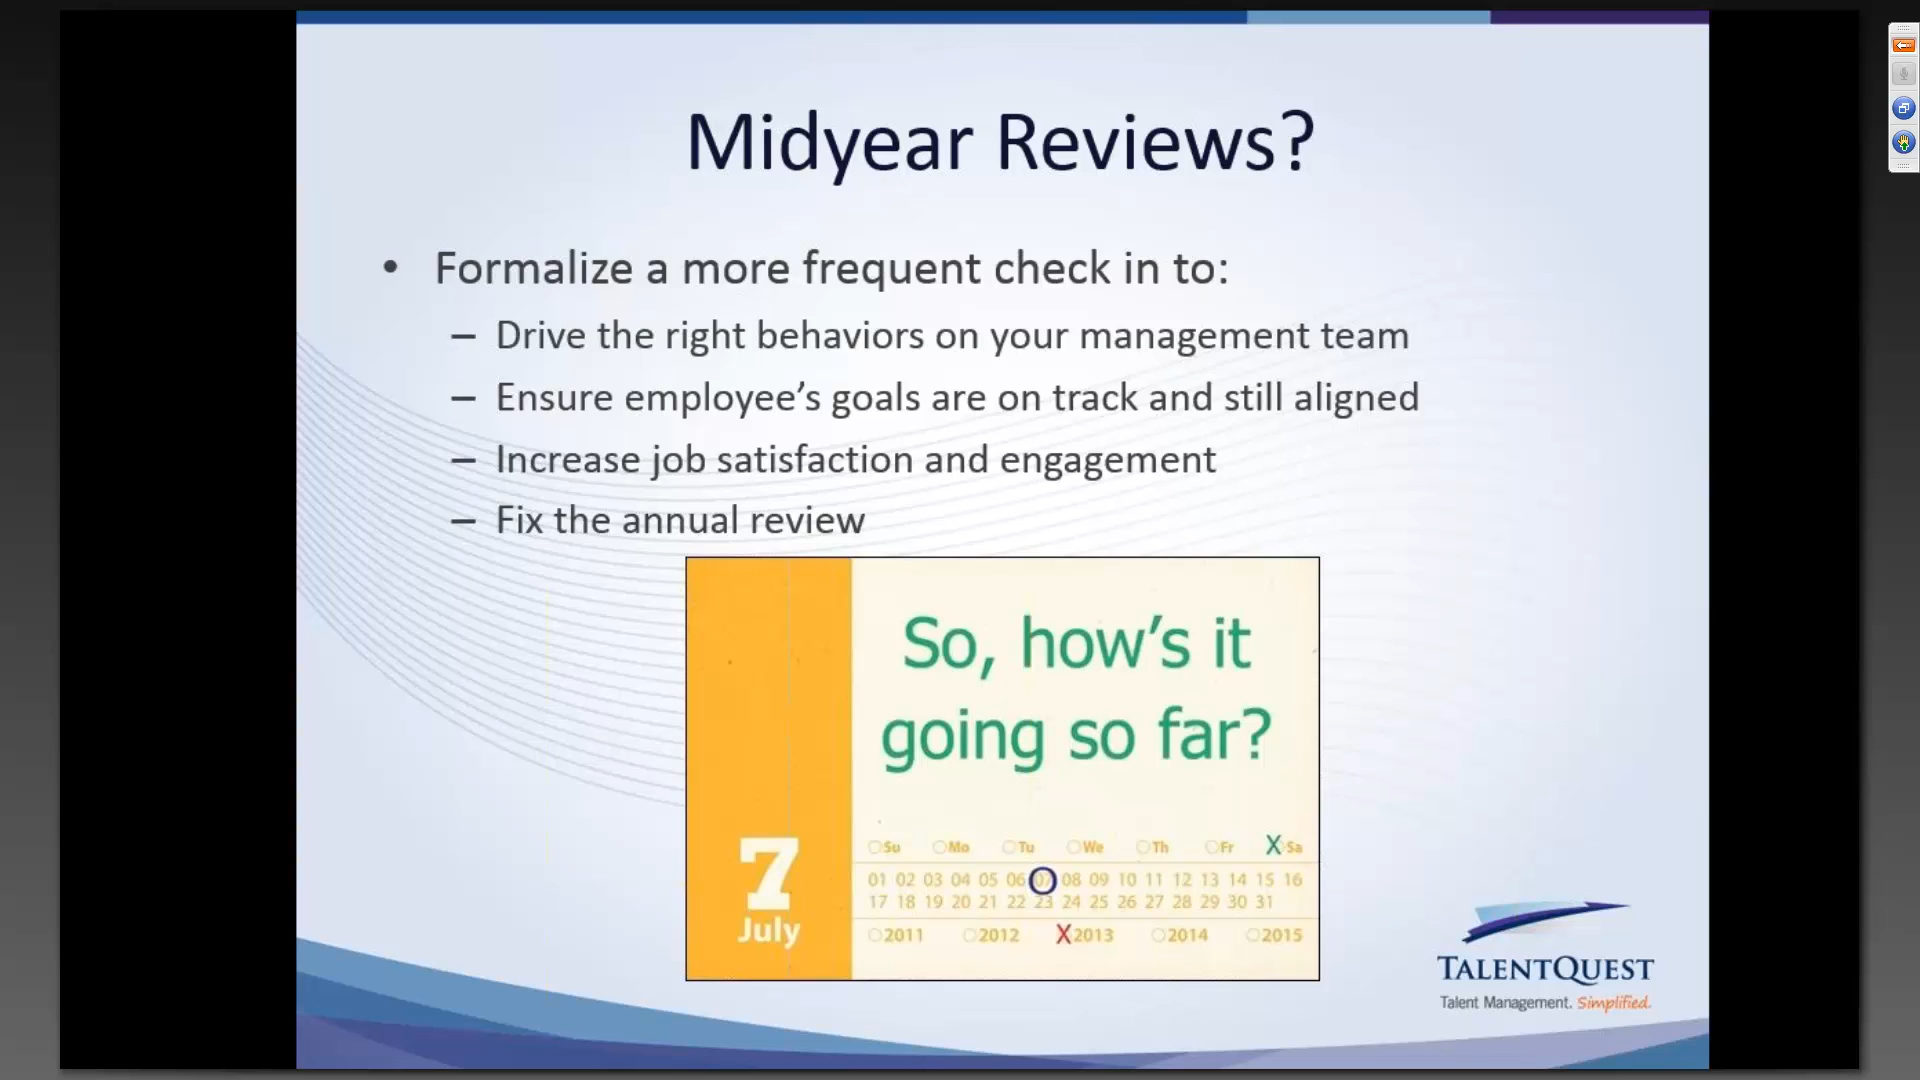 Midyear Reviews?
• Formalize a more frequent check in to:
– Drive the right behaviors on your management team
– Ensure employee’s goals are on track and still aligned
– Increase job satisfaction and engagement
– Fix the annual review
So, how’s it
going so far?
7
July
Su Mo Tu We Th Fr X Sa
01 02 03 04 05 06 07 08 09 10 11 12 13 14 15 16
17 18 19 20 21 22 23 24 25 26 27 28 29 30 31
2011 2012 X 2013 2014 2015
TALENTQUEST
Talent Management. Simplified.